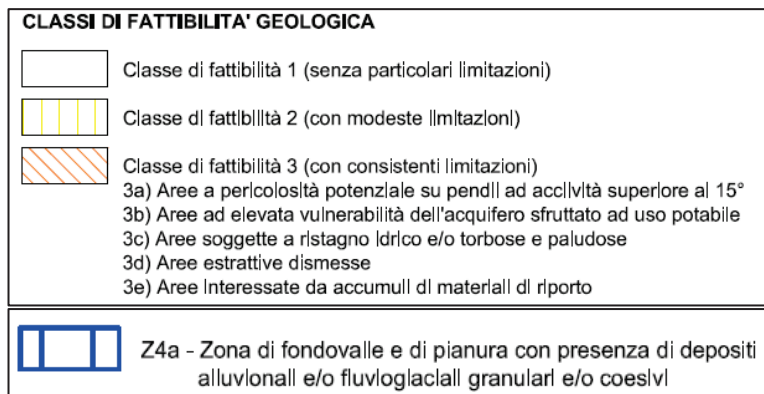 CLASSI DI FATTIBILITA' GEOLOGICA
Classe di fattibilità 1 (senza particolari limitazioni)
Classe di fattibilità 2 (con modeste limitazioni)
Classe di fattibilità 3 (con consistenti limitazioni)
3a) Aree a pericolosità potenziale su pendii ad acclività superiore ai 15°
3b) Aree ad elevata vulnerabilità dell'acquifero sfruttato ad uso potabile
3c) Aree soggette a ristagno idrico e/o torbose e paludose
3d) Aree estrattive dismesse
3e) Aree interessate da accumuli di materiali di riporto
Z4a - Zona di fondovalle e di pianura con presenza di depositi
alluvionali e/o fluvioglaciali granulari e/o coesivi